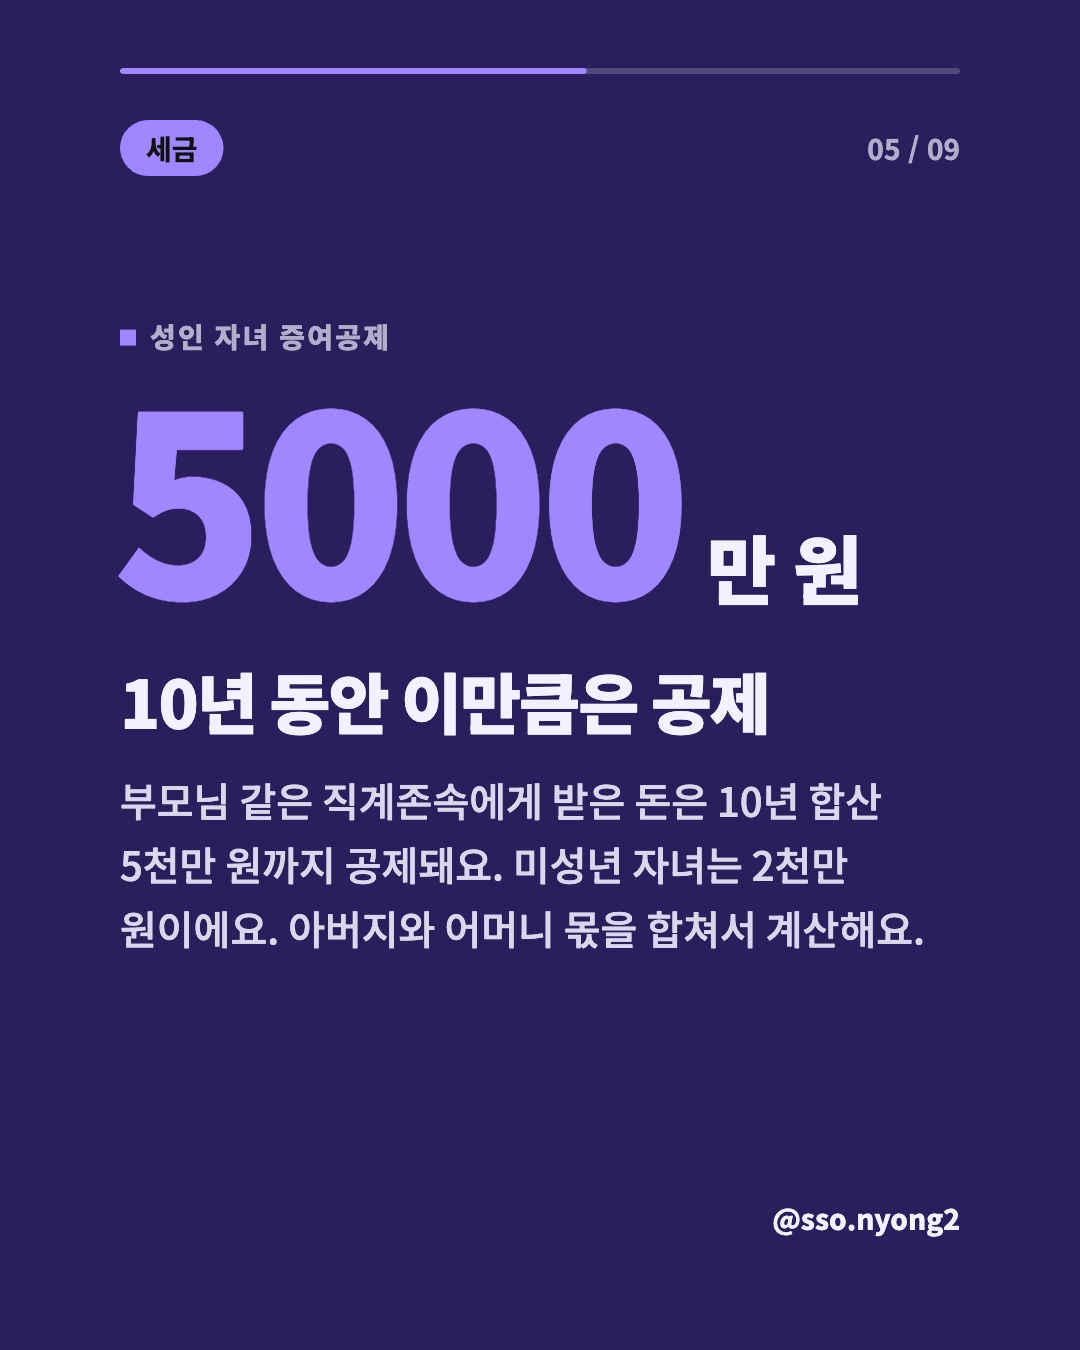 세금
05 / 09
성인 자녀 증여공제
5000 만 원
10년 동안 이만큼은 공제
부모님 같은 직계존속에게 받은 돈은 10년 합산
5천만 원까지 공제돼요. 미성년 자녀는 2천만
원이에요. 아버지와 어머니 몫을 합쳐서 계산해요.
@sso.nyong2